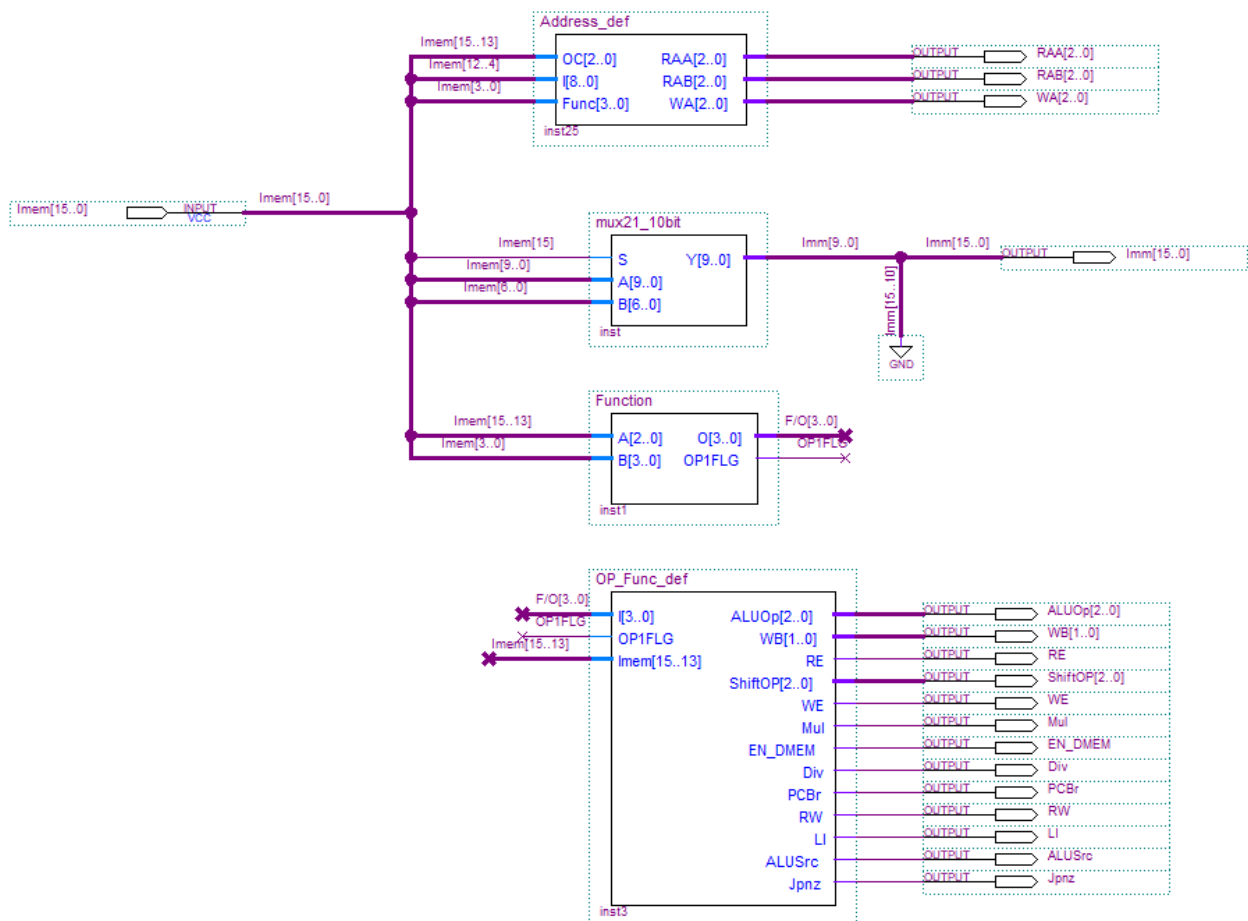 Address_def
Imem[15..13]
OC[2..0]
RAA[2..0]
OUTPUT
RAA[2..0]
Imem[12..4]
I[8..0]
RAB[2..0]
OUTPUT
RAB[2..0]
Imem[3..0]
Func[3..0]
WA[2..0]
OUTPUT
WA[2..0]
inst25
Imem[15..0]
INPUT
VCC
Imem[15..0]
mux21_10bit
Imem[15]
S
Y[9..0]
Imm[9..0]
Imm[15..0]
OUTPUT
Imm[15..0]
Imem[9..0]
A[9..0]
Imem[6..0]
B[6..0]
Imm[15..10]
inst
GND
Function
Imem[15..13]
A[2..0]
O[3..0]
F/O[3..0]
Imem[3..0]
B[3..0]
OP1FLG
OP1FLG
inst1
OP_Func_def
F/O[3..0]
I[3..0]
ALUOp[2..0]
OUTPUT
ALUOp[2..0]
OP1FLG
OP1FLG
WB[1..0]
OUTPUT
WB[1..0]
Imem[15..13]
Imem[15..13]
RE
OUTPUT
RE
ShiftOP[2..0]
OUTPUT
ShiftOP[2..0]
WE
OUTPUT
WE
Mul
OUTPUT
Mul
EN_DMEM
OUTPUT
EN_DMEM
Div
OUTPUT
Div
PCBr
OUTPUT
PCBr
RW
OUTPUT
RW
LI
OUTPUT
LI
ALUSrc
OUTPUT
ALUSrc
Jpnz
OUTPUT
Jpnz
inst3